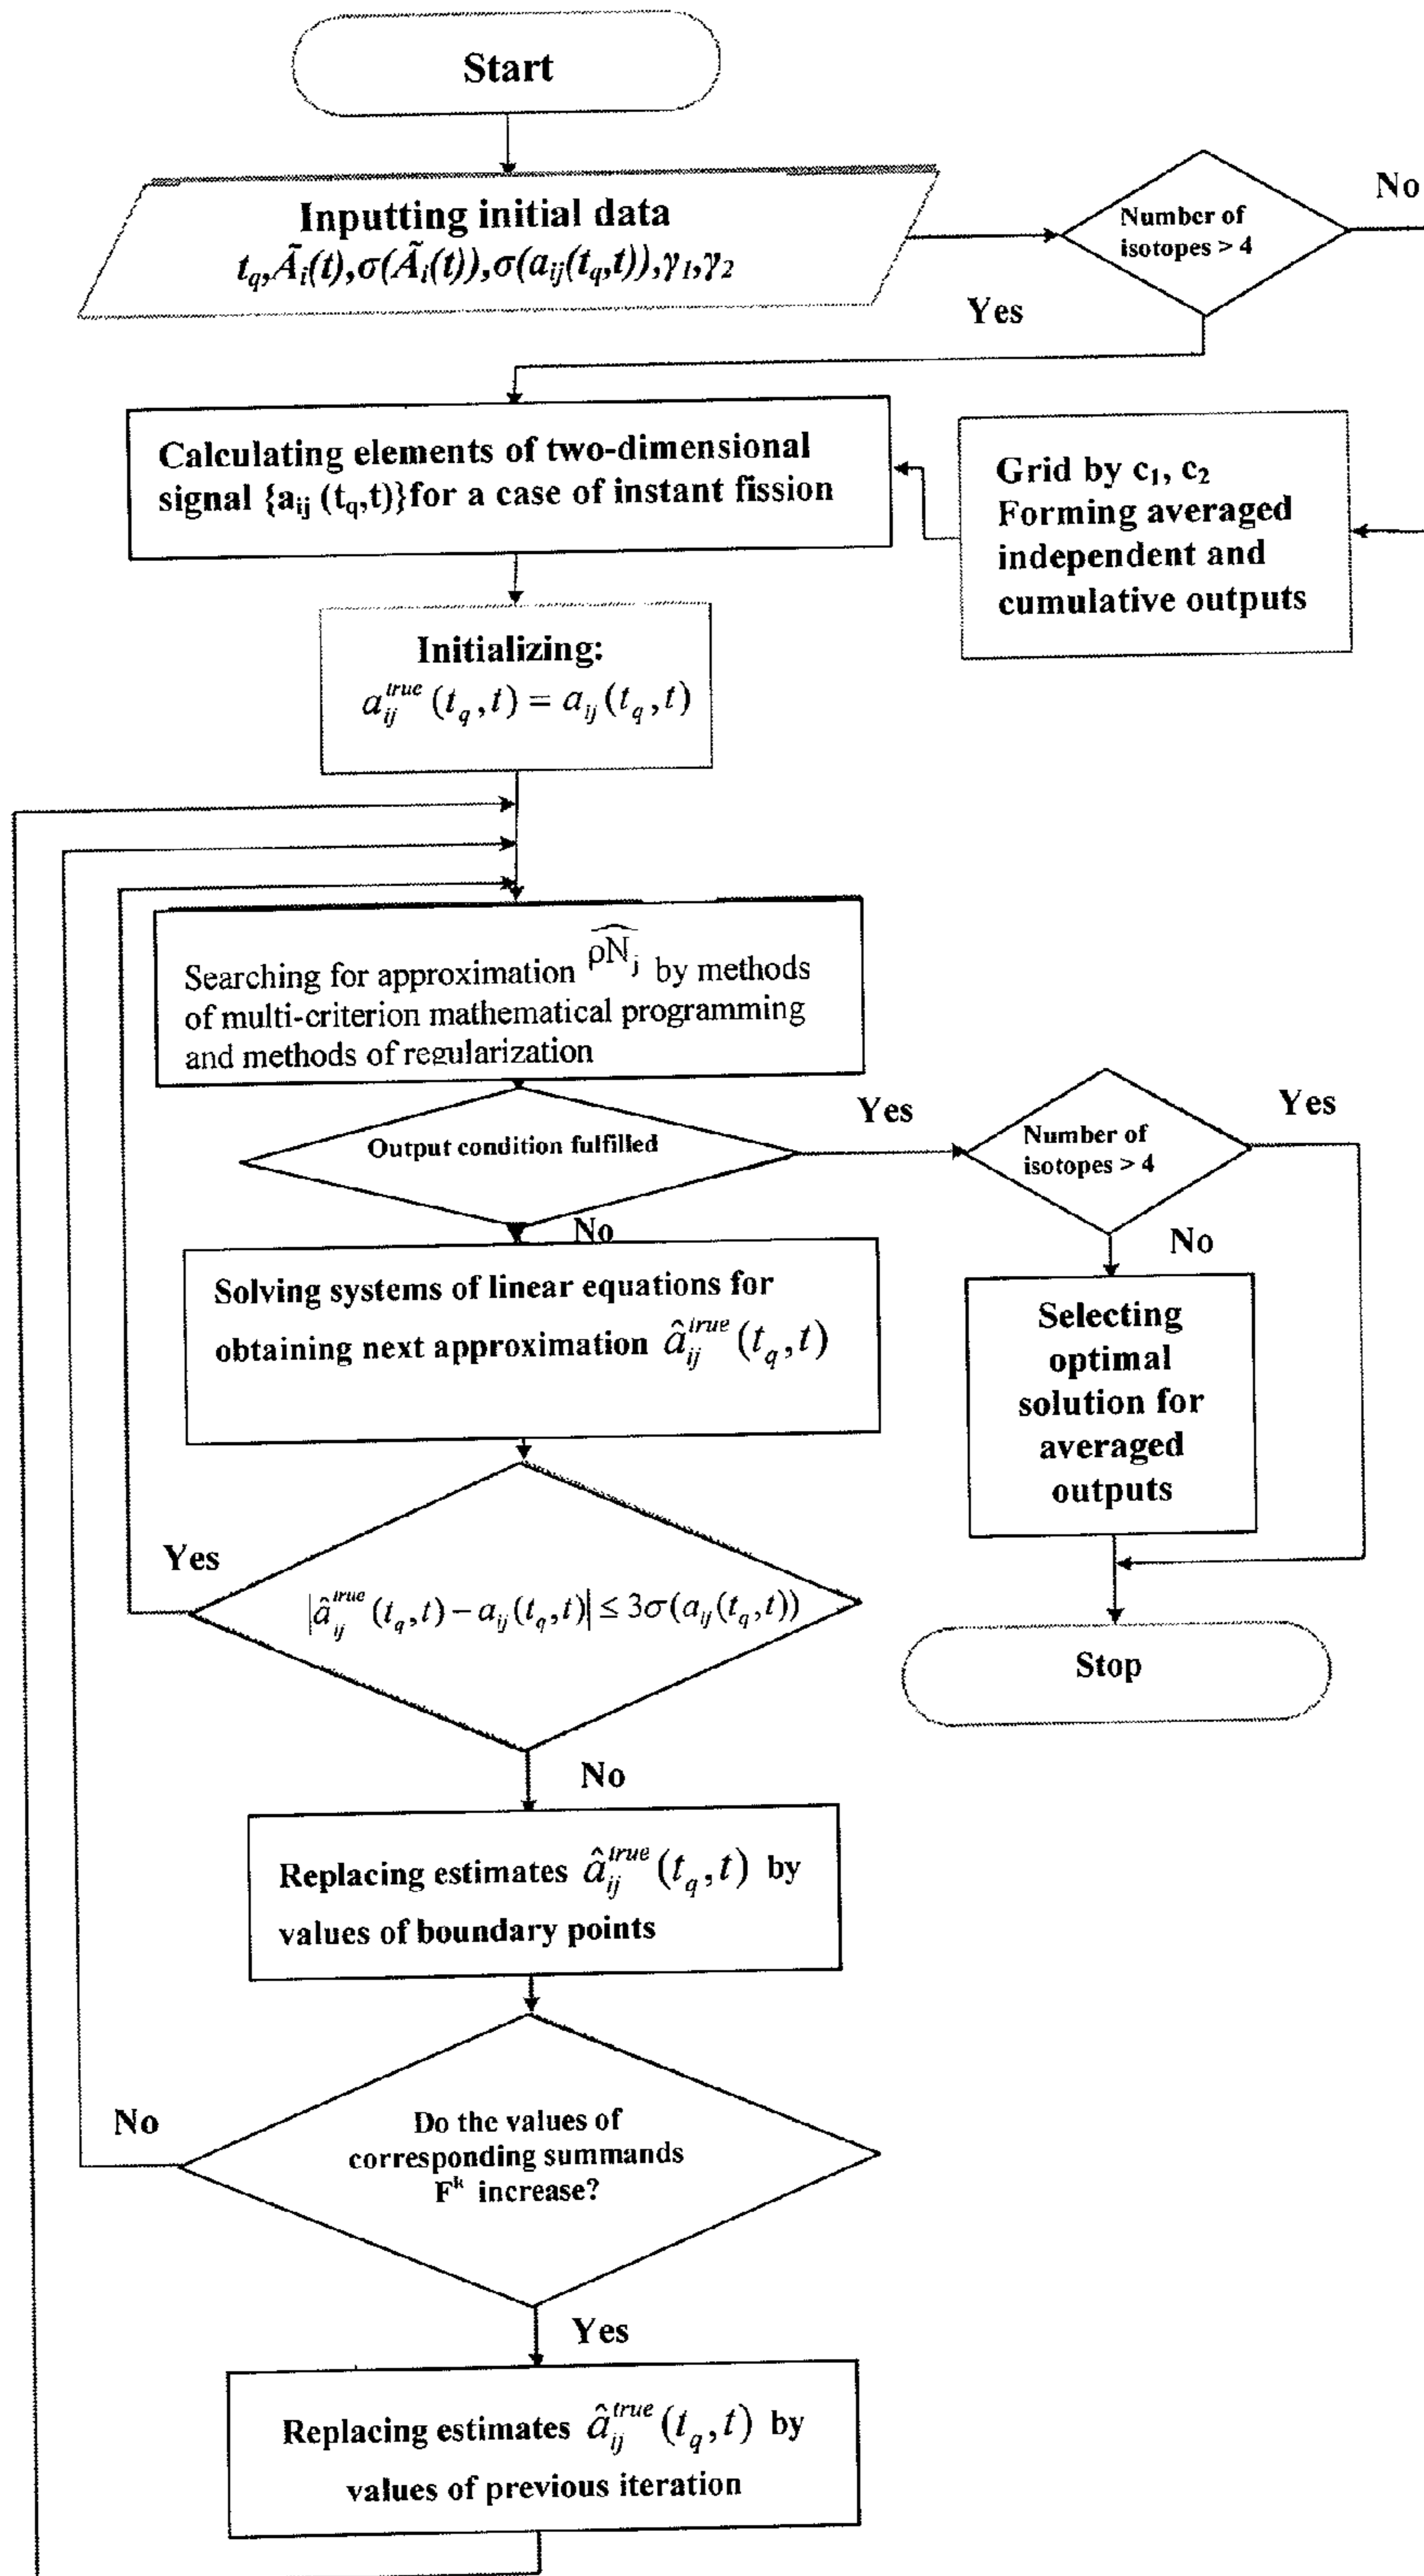 Start
Inputting initial data
t_q,Ã_i(t),σ(Ã_i(t)),σ(a_ij(t_q,t)),γ_1,γ_2
Number of
isotopes > 4
No
Yes
Calculating elements of two-dimensional
signal {a_ij (t_q,t)}for a case of instant fission
Grid by c_1, c_2
Forming averaged
independent and
cumulative outputs
Initializing:
a_ij^true (t_q,t) = a_ij (t_q,t)
Searching for approximation \widehat{ρN_j} by methods
of multi-criterion mathematical programming
and methods of regularization
Output condition fulfilled
Yes
Number of
isotopes > 4
Yes
No
No
Solving systems of linear equations for
obtaining next approximation â_ij^true (t_q,t)
Selecting
optimal
solution for
averaged
outputs
Yes
|â_ij^true (t_q,t) − a_ij (t_q,t)| ≤ 3σ(a_ij (t_q,t))
Stop
No
Replacing estimates â_ij^true (t_q,t) by
values of boundary points
No
Do the values of
corresponding summands
F^k increase?
Yes
Replacing estimates â_ij^true (t_q,t) by
values of previous iteration